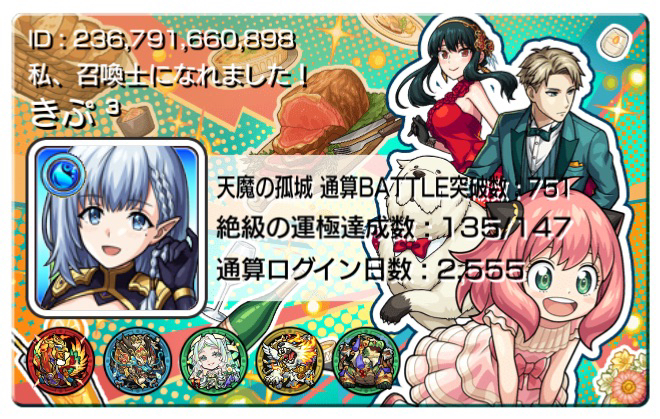 ID : 236,791,660,898
私、召喚士になれました！
きぷ³
天魔の孤城 通算BATTLE突破数 : 751
絶級の運極達成数 : 135/147
通算ログイン日数 : 2,555